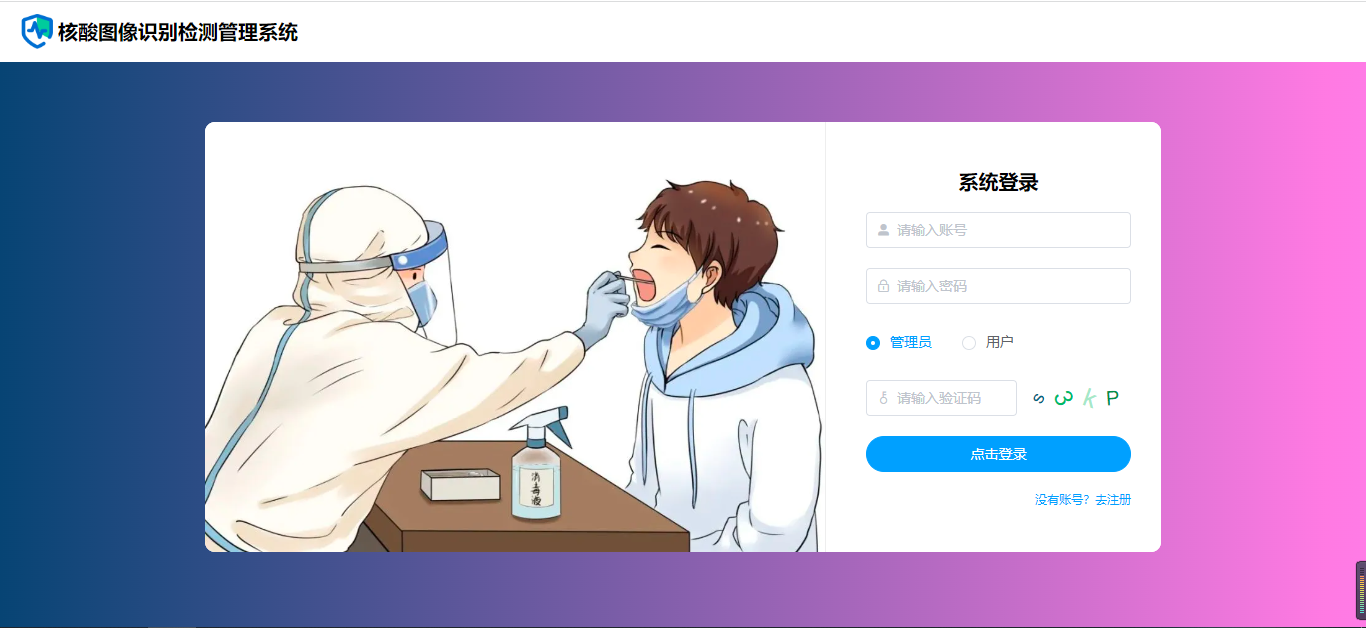 核酸图像识别检测管理系统
系统登录
请输入账号
请输入密码
管理员 用户
请输入验证码 s3kP
点击登录
没有账号？去注册
消毒液